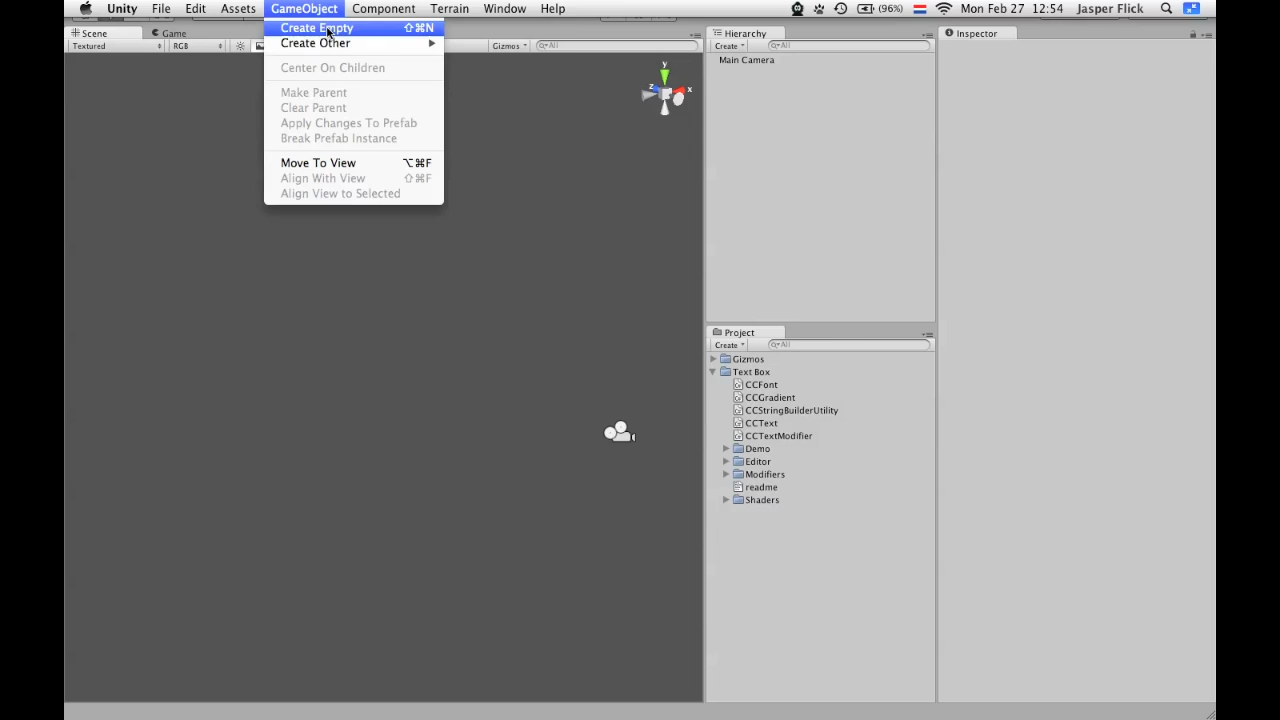 Unity File Edit Assets GameObject Component Terrain Window Help (96%) Mon Feb 27 12:54 Jasper Flick
Scene Game
Textured RGB Gizmos All
Create Empty ⇧⌘N
Create Other
Center On Children
Make Parent
Clear Parent
Apply Changes To Prefab
Break Prefab Instance
Move To View ⌥⌘F
Align With View ⇧⌘F
Align View to Selected
y
z x
Hierarchy
Create All
Main Camera
Project
Create All
Gizmos
Text Box
CCFont
CCGradient
CCStringBuilderUtility
CCText
CCTextModifier
Demo
Editor
Modifiers
readme
Shaders
Inspector